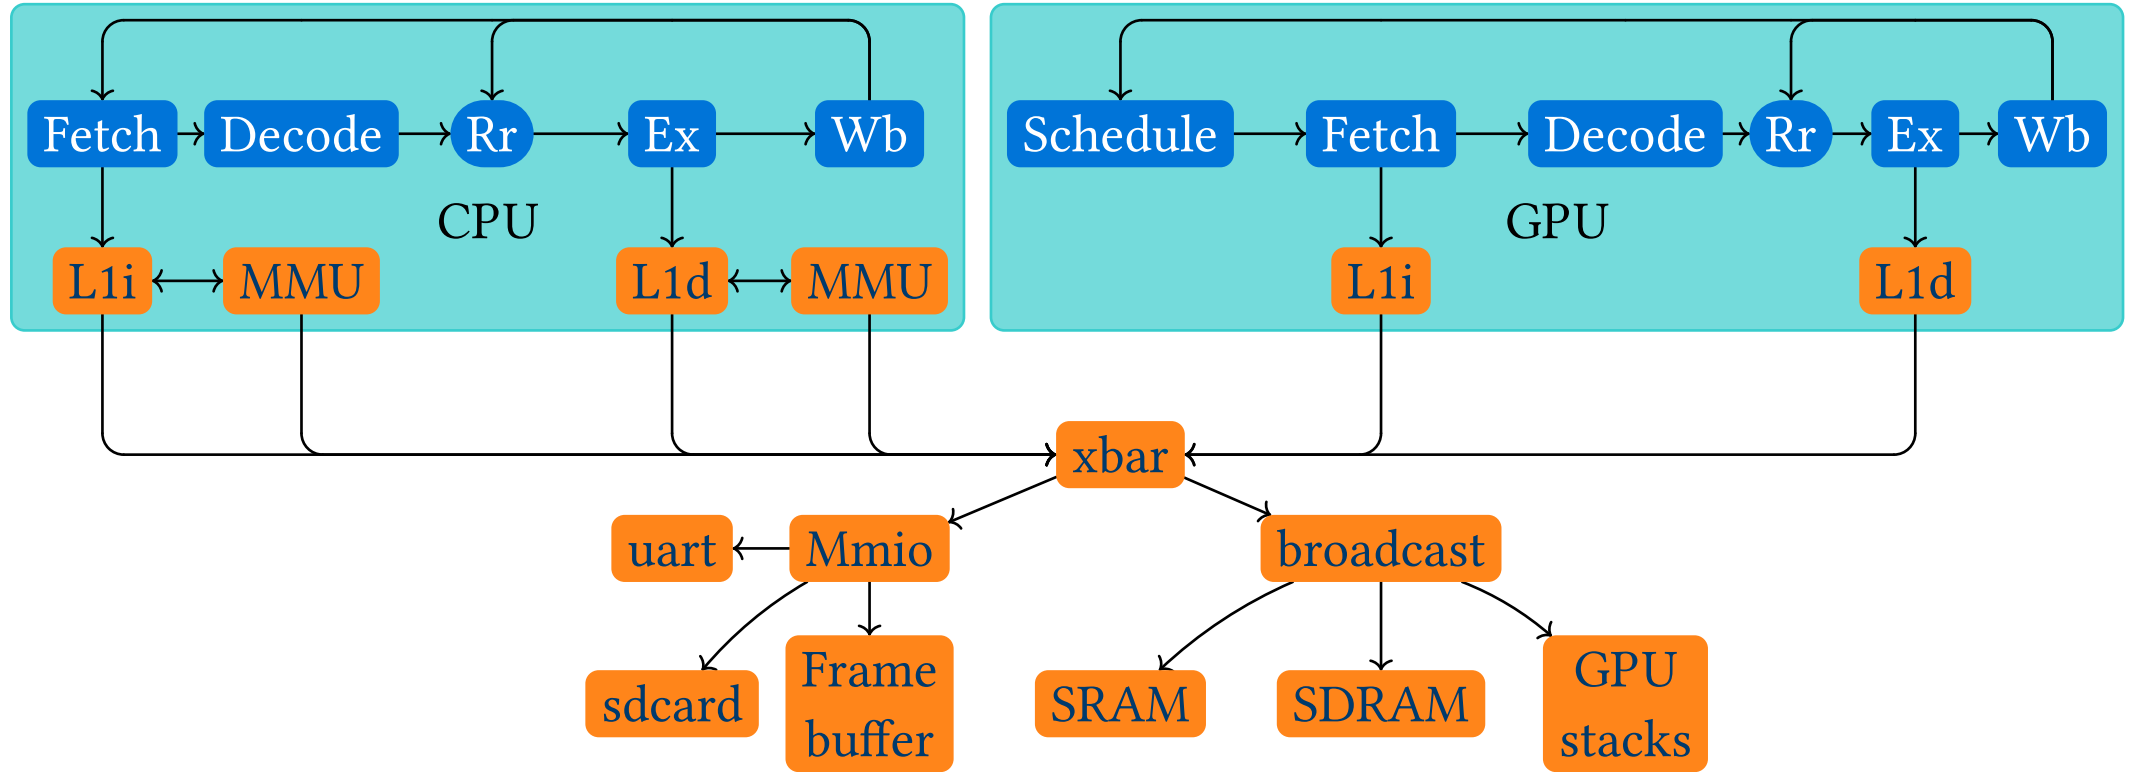 Fetch Decode Rr Ex Wb
Schedule Fetch Decode Rr Ex Wb
CPU
GPU
L1i MMU L1d MMU
L1i L1d
xbar
uart Mmio broadcast
sdcard
Frame
buffer
SRAM
SDRAM
GPU
stacks